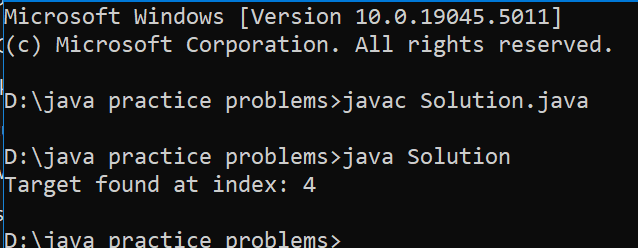 Microsoft Windows [Version 10.0.19045.5011]
(c) Microsoft Corporation. All rights reserved.
D:\java practice problems>javac Solution.java
D:\java practice problems>java Solution
Target found at index: 4
D:\java practice problems>